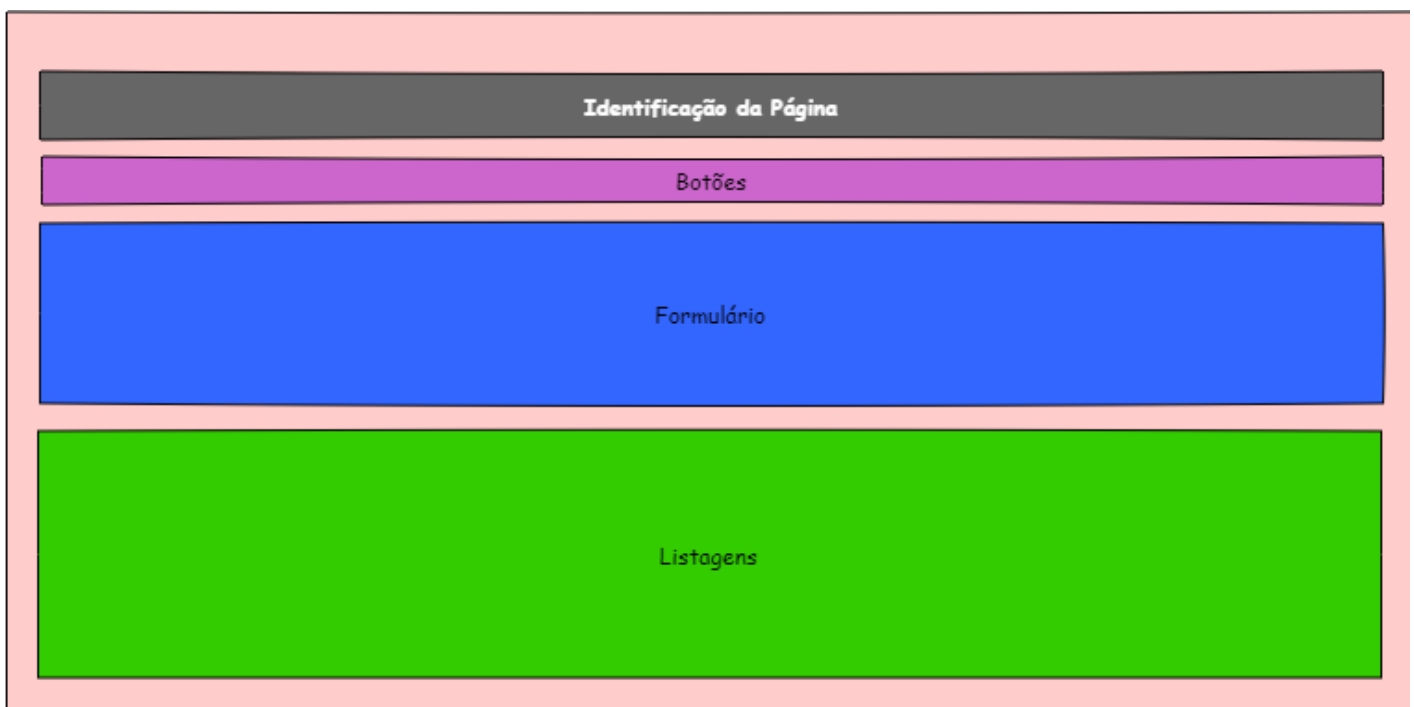 Identificação da Página
Botões
Formulário
Listagens